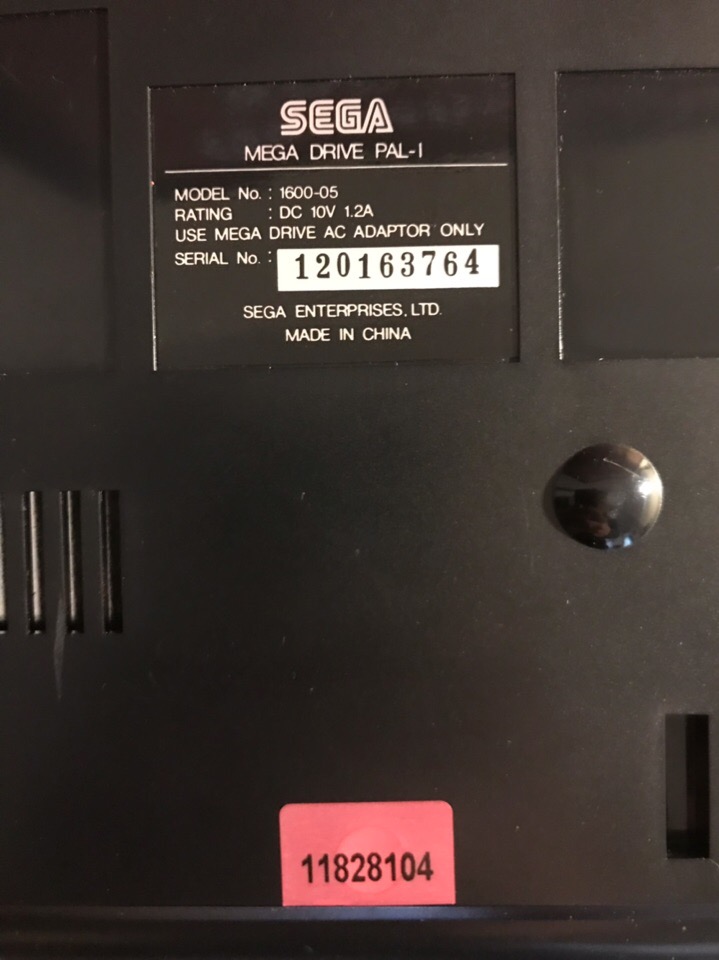 SEGA
MEGA DRIVE PAL-I
MODEL No. : 1600-05
RATING : DC 10V 1.2A
USE MEGA DRIVE AC ADAPTOR ONLY
SERIAL No. : 120163764
SEGA ENTERPRISES, LTD.
MADE IN CHINA
11828104